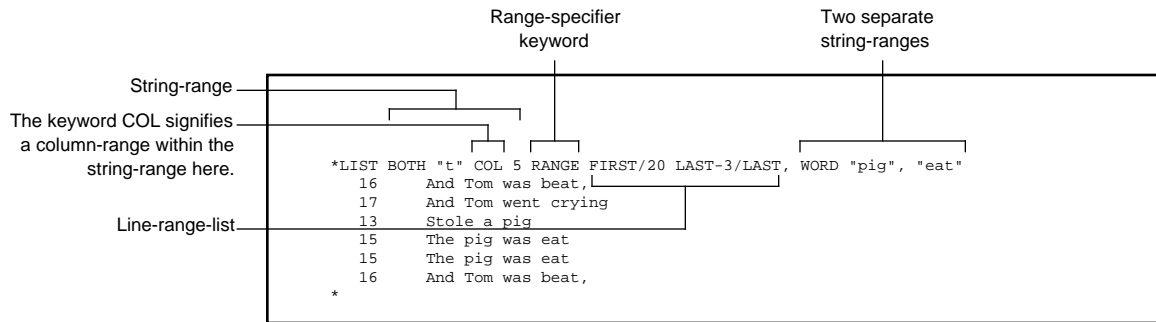 Range-specifier
keyword
Two separate
string-ranges
String-range
The keyword COL signifies
a column-range within the
string-range here.
*LIST BOTH "t" COL 5 RANGE FIRST/20 LAST-3/LAST, WORD "pig", "eat"
16 And Tom was beat,
17 And Tom went crying
13 Stole a pig
15 The pig was eat
15 The pig was eat
16 And Tom was beat,
*
Line-range-list